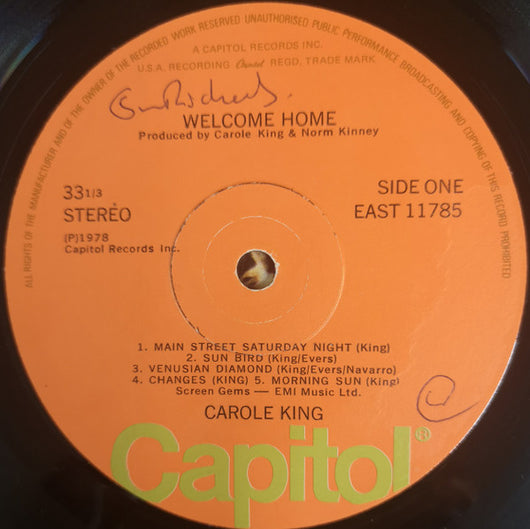 ALL RIGHTS OF THE MANUFACTURER AND OF THE OWNER OF THE RECORDED WORK RESERVED UNAUTHORISED PUBLIC PERFORMANCE BROADCASTING AND COPYING OF THIS RECORD PROHIBITED
A CAPITOL RECORDS INC.
U.S.A. RECORDING Capitol REGD. TRADE MARK
WELCOME HOME
Produced by Carole King & Norm Kinney
33 1/3
STEREO
SIDE ONE
EAST 11785
(P)1978
Capitol Records Inc.
1. MAIN STREET SATURDAY NIGHT (King)
2. SUN BIRD (King/Evers)
3. VENUSIAN DIAMOND (King/Evers/Navarro)
4. CHANGES (KING) 5. MORNING SUN (King)
Screen Gems — EMI Music Ltd.
CAROLE KING
Capitol®